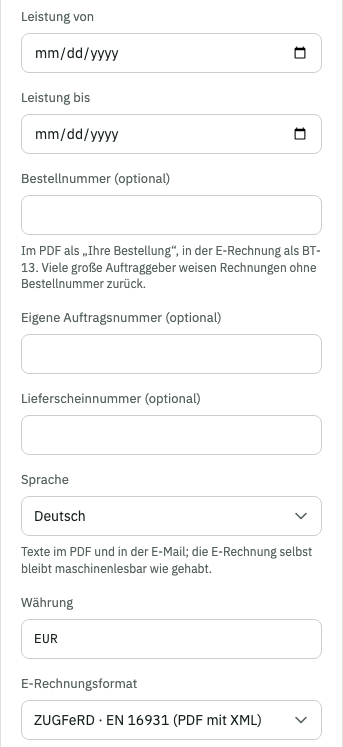 Leistung von
mm/dd/yyyy
Leistung bis
mm/dd/yyyy
Bestellnummer (optional)
Im PDF als „Ihre Bestellung“, in der E-Rechnung als BT-
13. Viele große Auftraggeber weisen Rechnungen ohne
Bestellnummer zurück.
Eigene Auftragsnummer (optional)
Lieferscheinnummer (optional)
Sprache
Deutsch
Texte im PDF und in der E-Mail; die E-Rechnung selbst
bleibt maschinenlesbar wie gehabt.
Währung
EUR
E-Rechnungsformat
ZUGFeRD · EN 16931 (PDF mit XML)